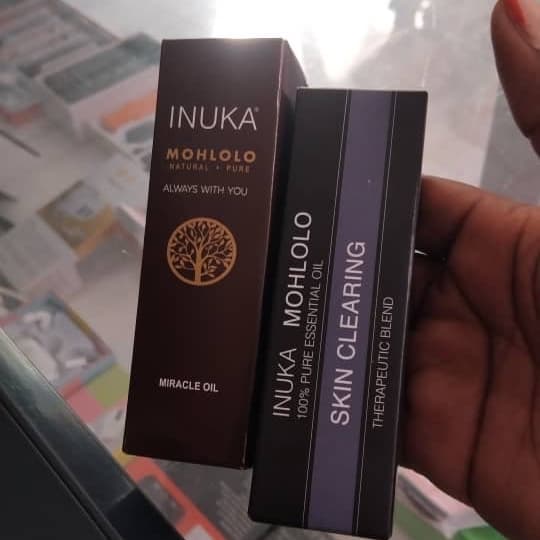 INUKA®
MOHLOLO
NATURAL • PURE
ALWAYS WITH YOU
MIRACLE OIL
INUKA MOHLOLO
100% PURE ESSENTIAL OIL
SKIN CLEARING
THERAPEUTIC BLEND